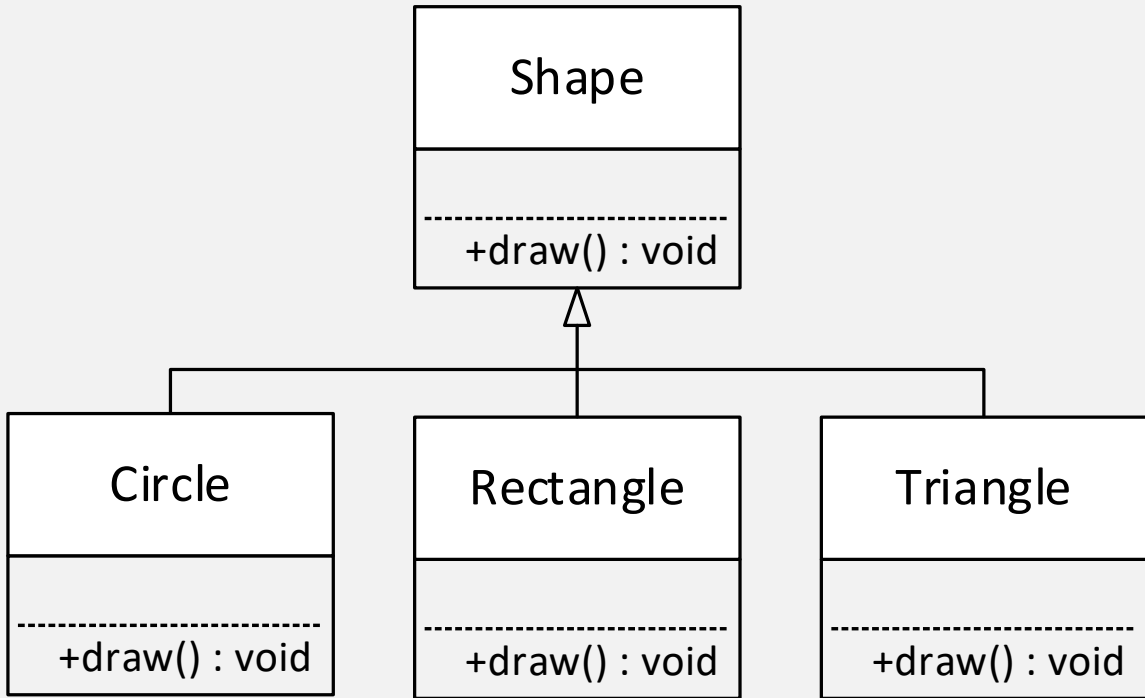 Shape
+draw() : void
Circle
+draw() : void
Rectangle
+draw() : void
Triangle
+draw() : void